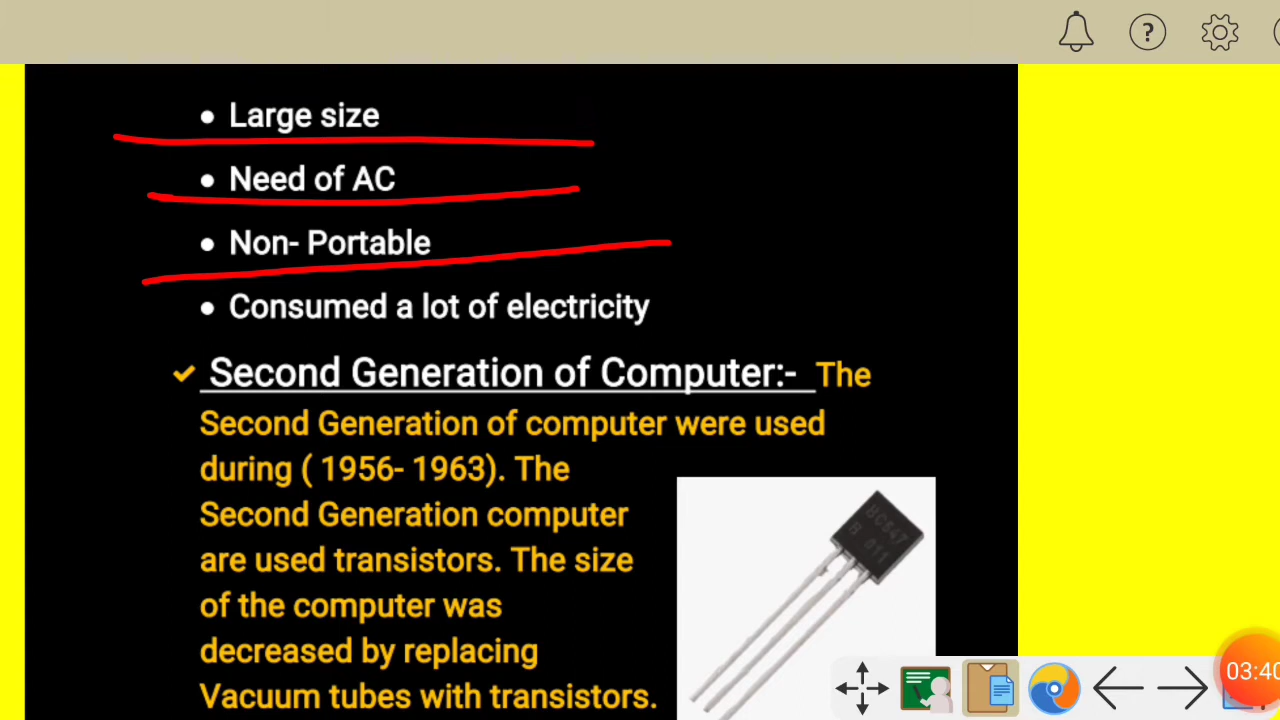 Large size
Need of AC
Non- Portable
Consumed a lot of electricity
Second Generation of Computer:- The
Second Generation of computer were used
during ( 1956- 1963). The
Second Generation computer
are used transistors. The size
of the computer was
decreased by replacing
Vacuum tubes with transistors.
BC547
B 011
03:40